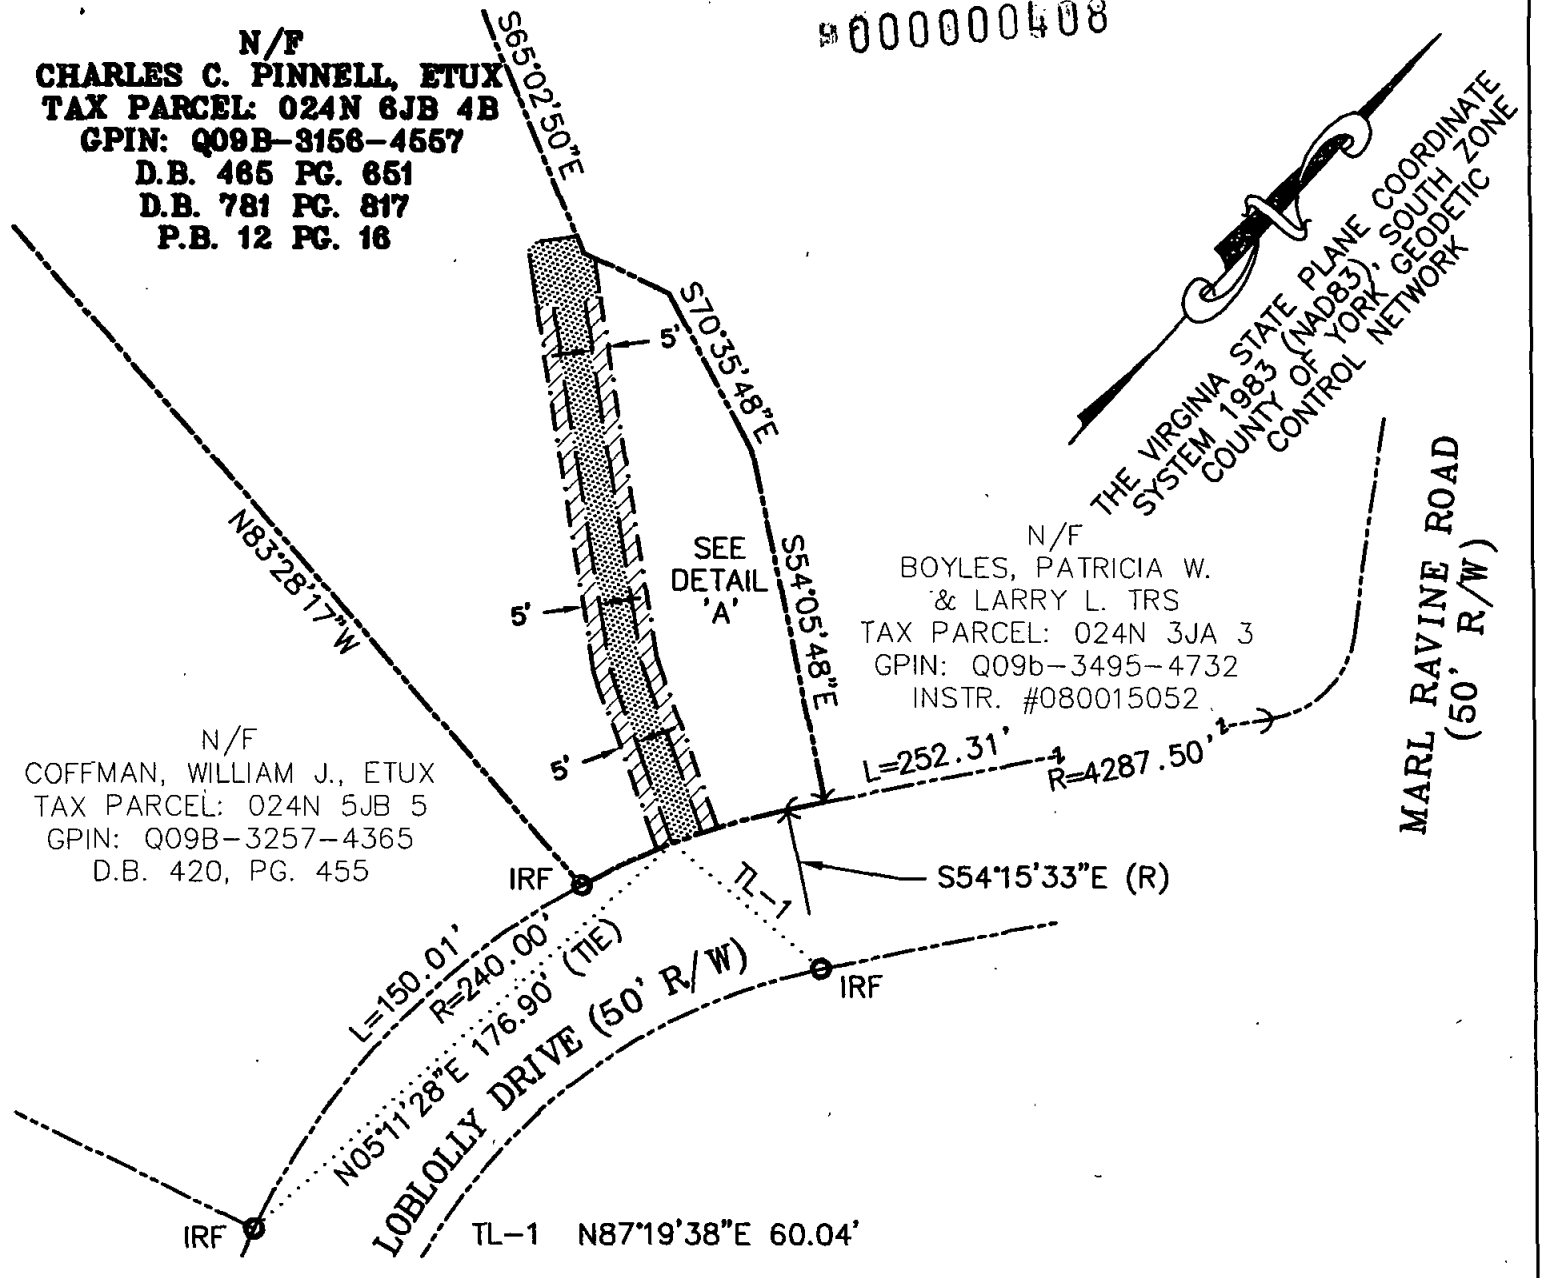 000000408
N/F
CHARLES C. PINNELL, ETUX
TAX PARCEL: 024N 6JB 4B
GPIN: Q09B-3156-4557
D.B. 465 PG. 651
D.B. 781 PG. 817
P.B. 12 PG. 16
S65°02'50"E
THE VIRGINIA STATE PLANE COORDINATE
SYSTEM 1983 (NAD83), SOUTH ZONE
COUNTY OF YORK GEODETIC
CONTROL NETWORK
S70°35'48"E
5'
N83°28'17"W
SEE
DETAIL
'A'
5'
S54°05'48"E
N/F
BOYLES, PATRICIA W.
& LARRY L. TRS
TAX PARCEL: 024N 3JA 3
GPIN: Q09b-3495-4732
INSTR. #080015052
MARL RAVINE ROAD
(50' R/W)
N/F
COFFMAN, WILLIAM J., ETUX
TAX PARCEL: 024N 5JB 5
GPIN: Q09B-3257-4365
D.B. 420, PG. 455
5'
L=252.31'
R=4287.50'
IRF
TL-1
S54°15'33"E (R)
L=150.01'
R=240.00'
N05°11'28"E 176.90' (TIE)
LOBLOLLY DRIVE (50' R/W)
IRF
IRF
TL-1 N87°19'38"E 60.04'